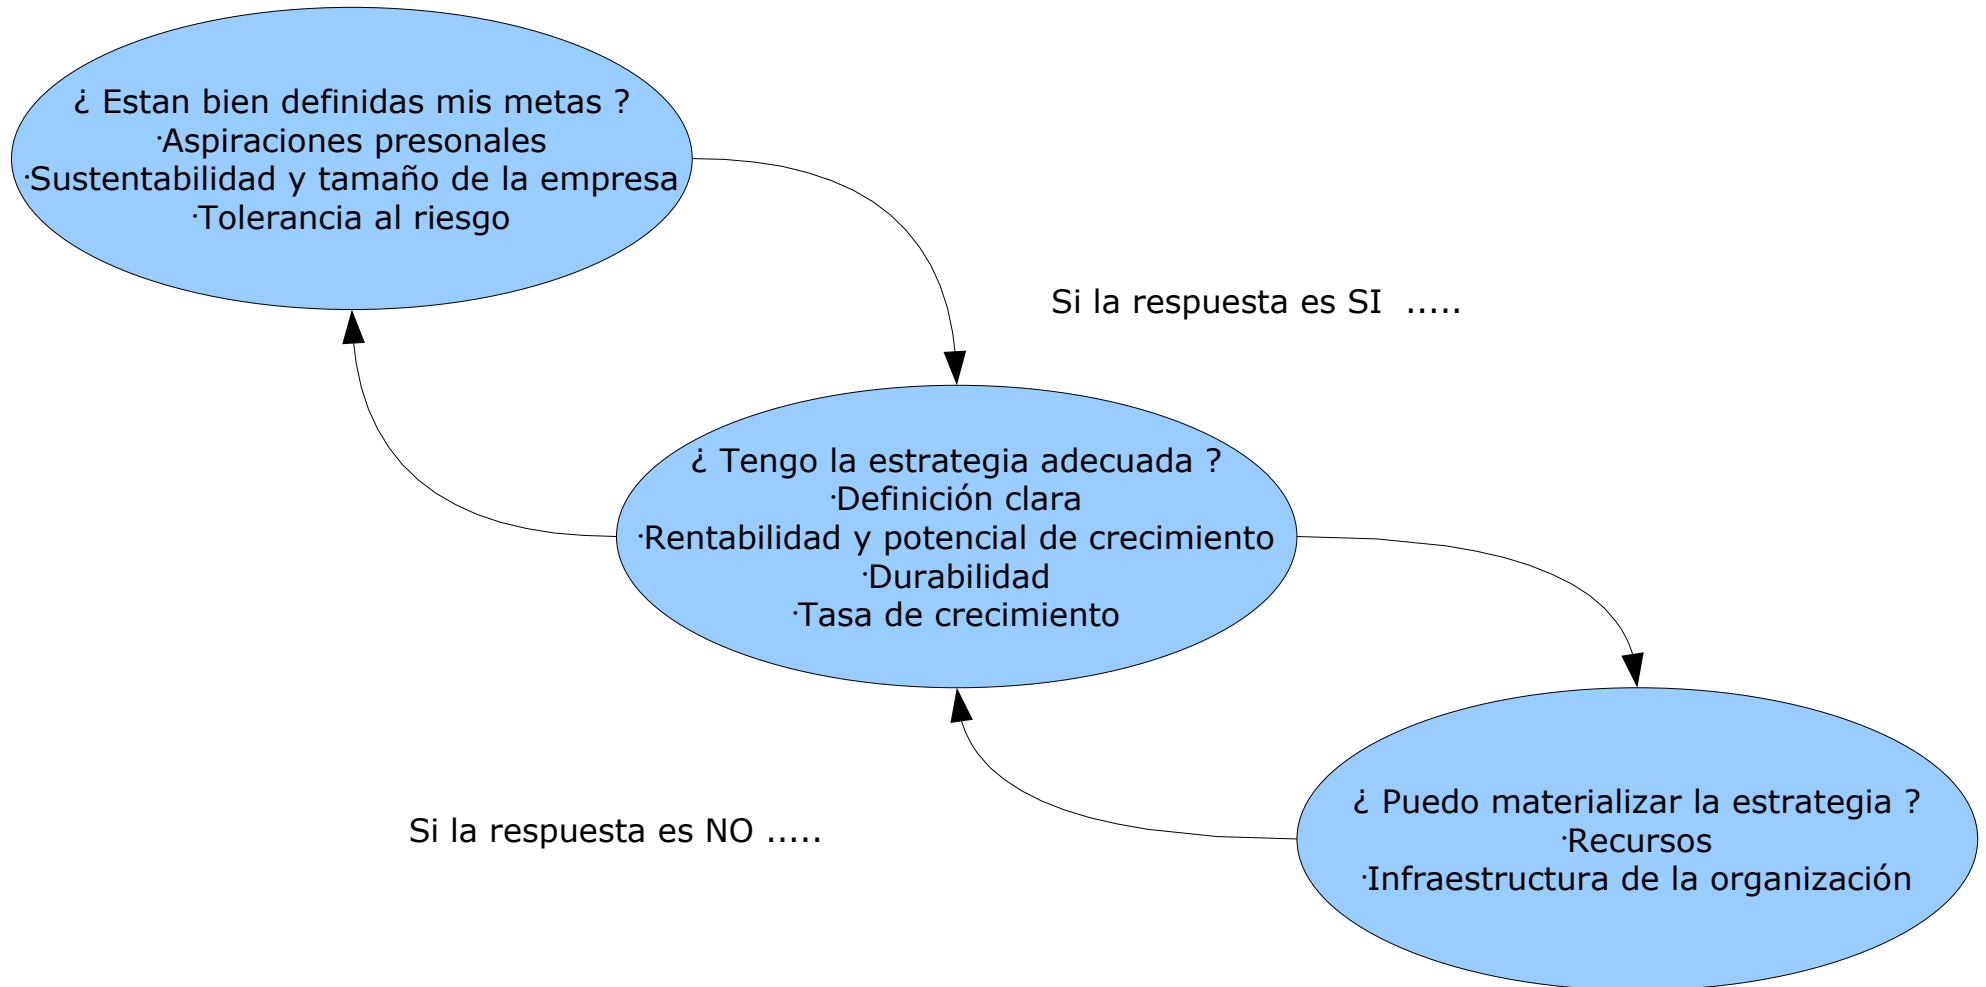 ¿ Estan bien definidas mis metas ?
·Aspiraciones presonales
·Sustentabilidad y tamaño de la empresa
·Tolerancia al riesgo
Si la respuesta es SI .....
¿ Tengo la estrategia adecuada ?
·Definición clara
·Rentabilidad y potencial de crecimiento
·Durabilidad
·Tasa de crecimiento
Si la respuesta es NO .....
¿ Puedo materializar la estrategia ?
·Recursos
·Infraestructura de la organización